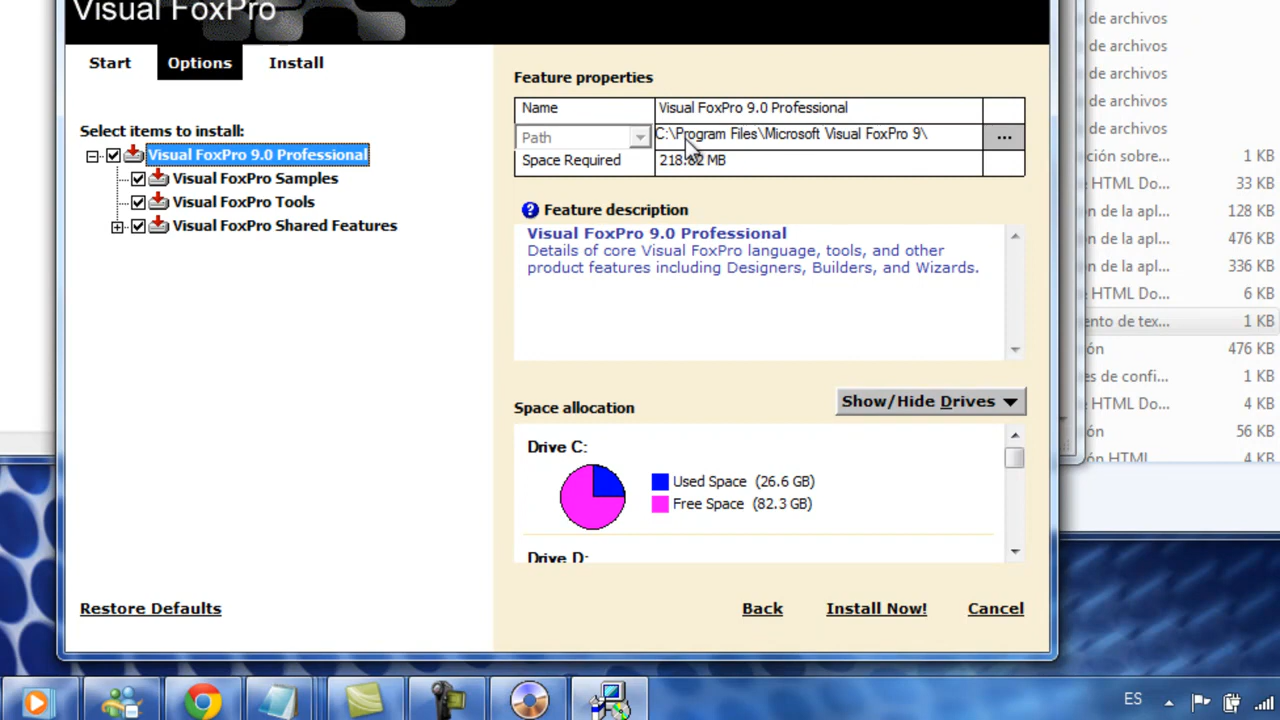 Visual FoxPro
Start Options Install
Select items to install:
Visual FoxPro 9.0 Professional
Visual FoxPro Samples
Visual FoxPro Tools
Visual FoxPro Shared Features
Restore Defaults
Feature properties
Name Visual FoxPro 9.0 Professional
Path C:\Program Files\Microsoft Visual FoxPro 9\ ...
Space Required MB
Feature description
Visual FoxPro 9.0 Professional
Details of core Visual FoxPro language, tools, and other
product features including Designers, Builders, and Wizards.
Space allocation Show/Hide Drives
Drive C:
Used Space (26.6 GB)
Free Space (82.3 GB)
Drive D:
Back Install Now! Cancel
de archivos
de archivos
de archivos
de archivos
de archivos
ción sobre... 1 KB
HTML Do... 33 KB
n de la apl... 128 KB
n de la apl... 476 KB
n de la apl... 336 KB
HTML Do... 6 KB
ento de tex... 1 KB
ón 476 KB
es de confi... 1 KB
HTML Do... 4 KB
ón 56 KB
ón HTML 4 KB
ES